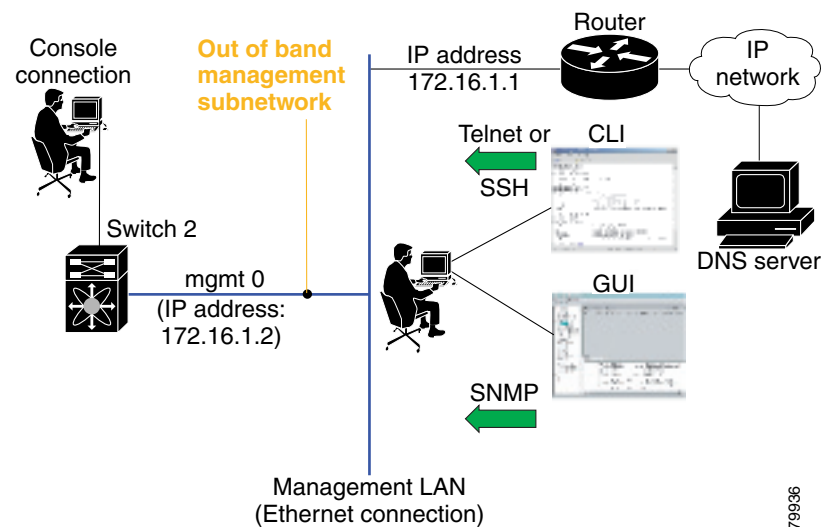 Console
connection
Out of band
management
subnetwork
IP address
172.16.1.1
Router
IP
network
Telnet or
SSH
CLI
DNS server
Switch 2
mgmt 0
(IP address:
172.16.1.2)
GUI
SNMP
Management LAN
(Ethernet connection)
79936